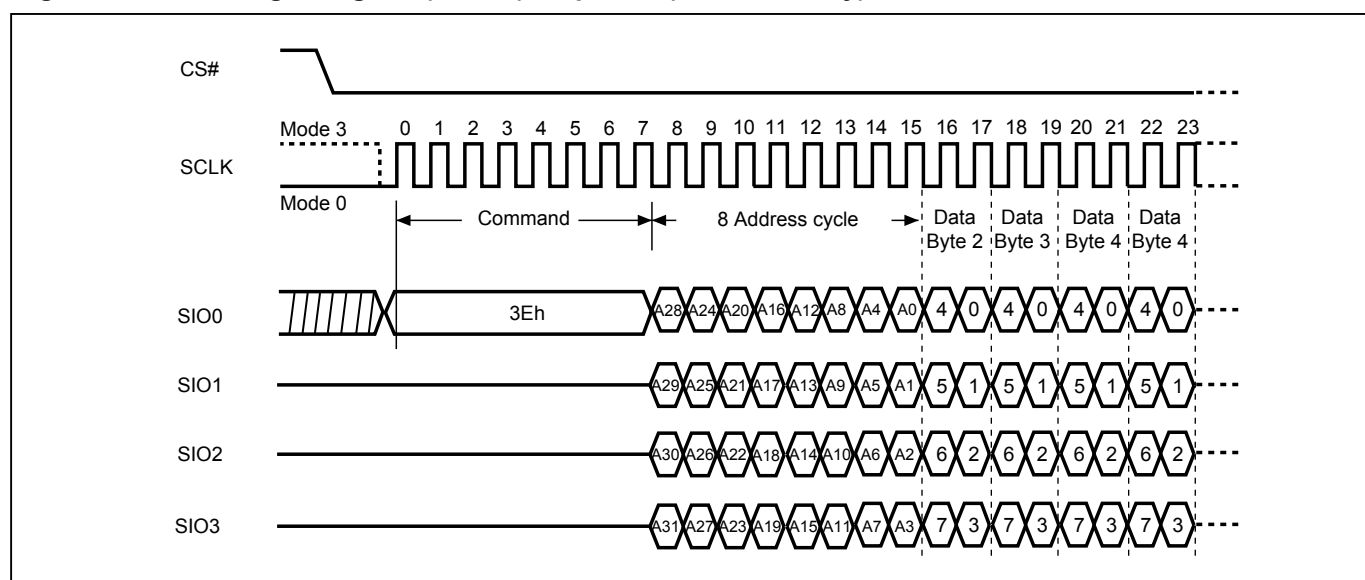 CS#
Mode 3
0 1 2 3 4 5 6 7 8 9 10 11 12 13 14 15 16 17 18 19 20 21 22 23
SCLK
Mode 0
Command
8 Address cycle
Data Data Data Data
Byte 2 Byte 3 Byte 4 Byte 4
SIO0
3Eh
A28 A24 A20 A16 A12 A8 A4 A0 4 0 4 0 4 0 4 0
SIO1
A29 A25 A21 A17 A13 A9 A5 A1 5 1 5 1 5 1 5 1
SIO2
A30 A26 A22 A18 A14 A10 A6 A2 6 2 6 2 6 2 6 2
SIO3
A31 A27 A23 A19 A15 A11 A7 A3 7 3 7 3 7 3 7 3